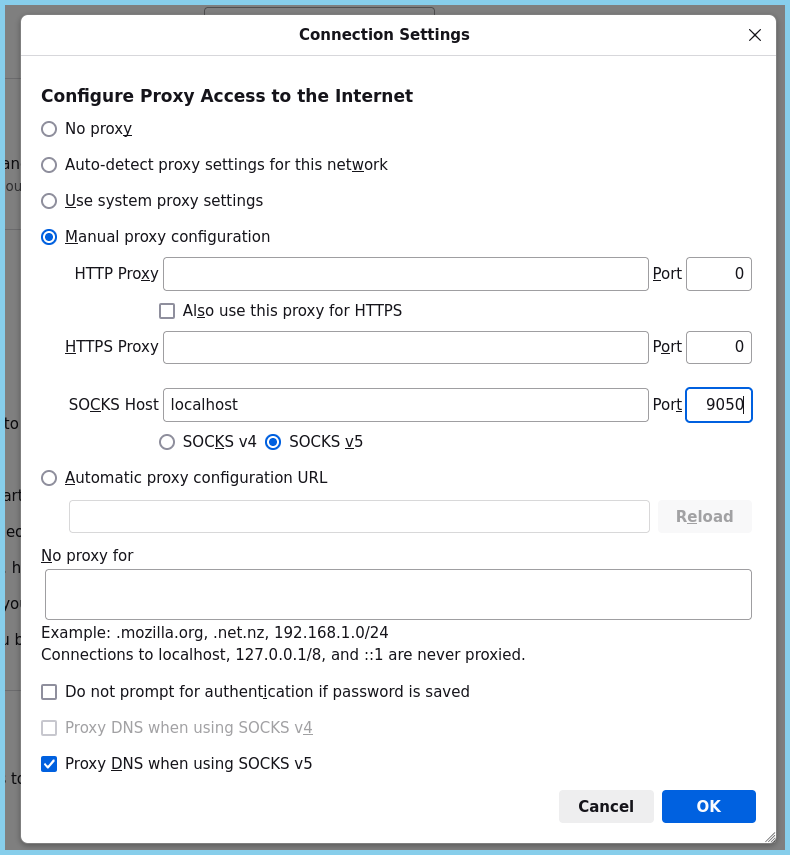 Connection Settings
Configure Proxy Access to the Internet
No proxy
Auto-detect proxy settings for this network
Use system proxy settings
Manual proxy configuration
HTTP Proxy Port 0
Also use this proxy for HTTPS
HTTPS Proxy Port 0
SOCKS Host localhost Port 9050
SOCKS v4 SOCKS v5
Automatic proxy configuration URL
Reload
No proxy for
Example: .mozilla.org, .net.nz, 192.168.1.0/24
Connections to localhost, 127.0.0.1/8, and ::1 are never proxied.
Do not prompt for authentication if password is saved
Proxy DNS when using SOCKS v4
Proxy DNS when using SOCKS v5
Cancel OK